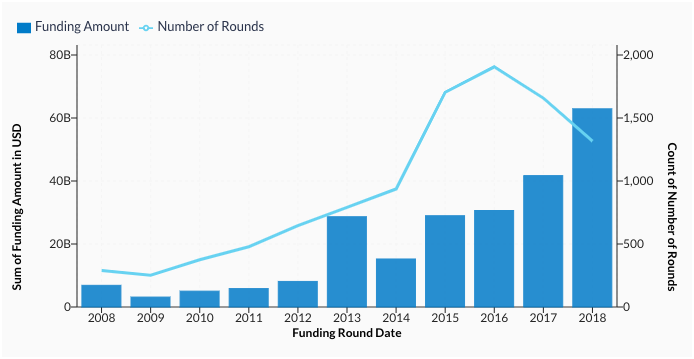 Funding Amount Number of Rounds
80B 2,000
60B 1,500
40B 1,000
20B 500
0 0
Sum of Funding Amount in USD
Count of Number of Rounds
2008 2009 2010 2011 2012 2013 2014 2015 2016 2017 2018
Funding Round Date